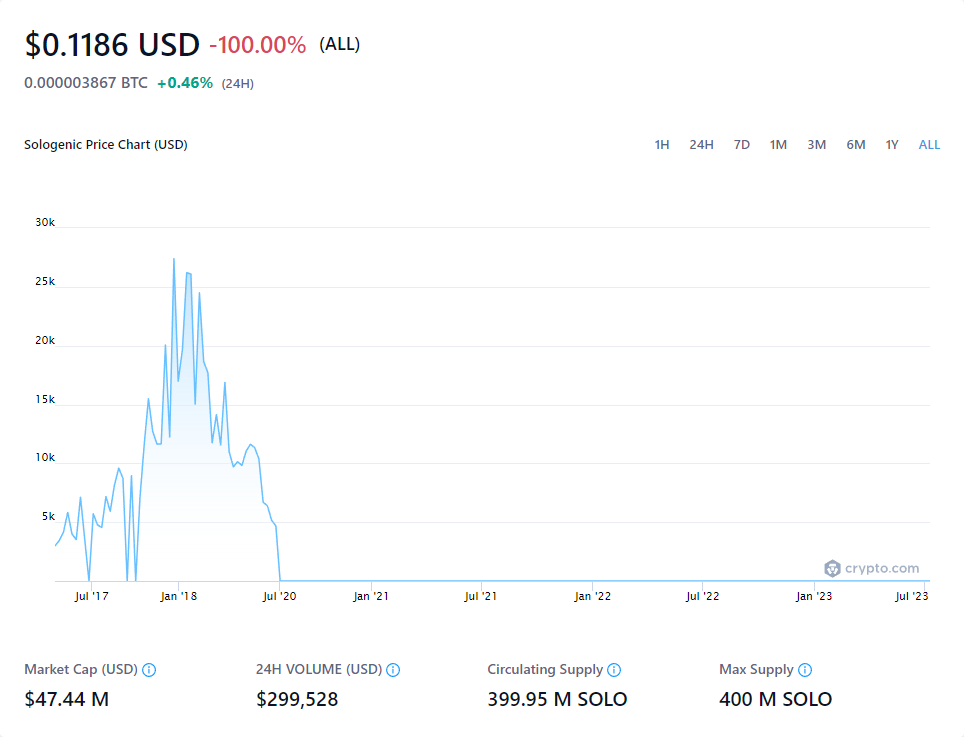 $0.1186 USD -100.00% (ALL)
0.000003867 BTC +0.46% (24H)
Sologenic Price Chart (USD) 1H 24H 7D 1M 3M 6M 1Y ALL
30k
25k
20k
15k
10k
5k
crypto.com
Jul '17 Jan '18 Jul '20 Jan '21 Jul '21 Jan '22 Jul '22 Jan '23 Jul '23
Market Cap (USD) 24H VOLUME (USD) Circulating Supply Max Supply
$47.44 M $299,528 399.95 M SOLO 400 M SOLO